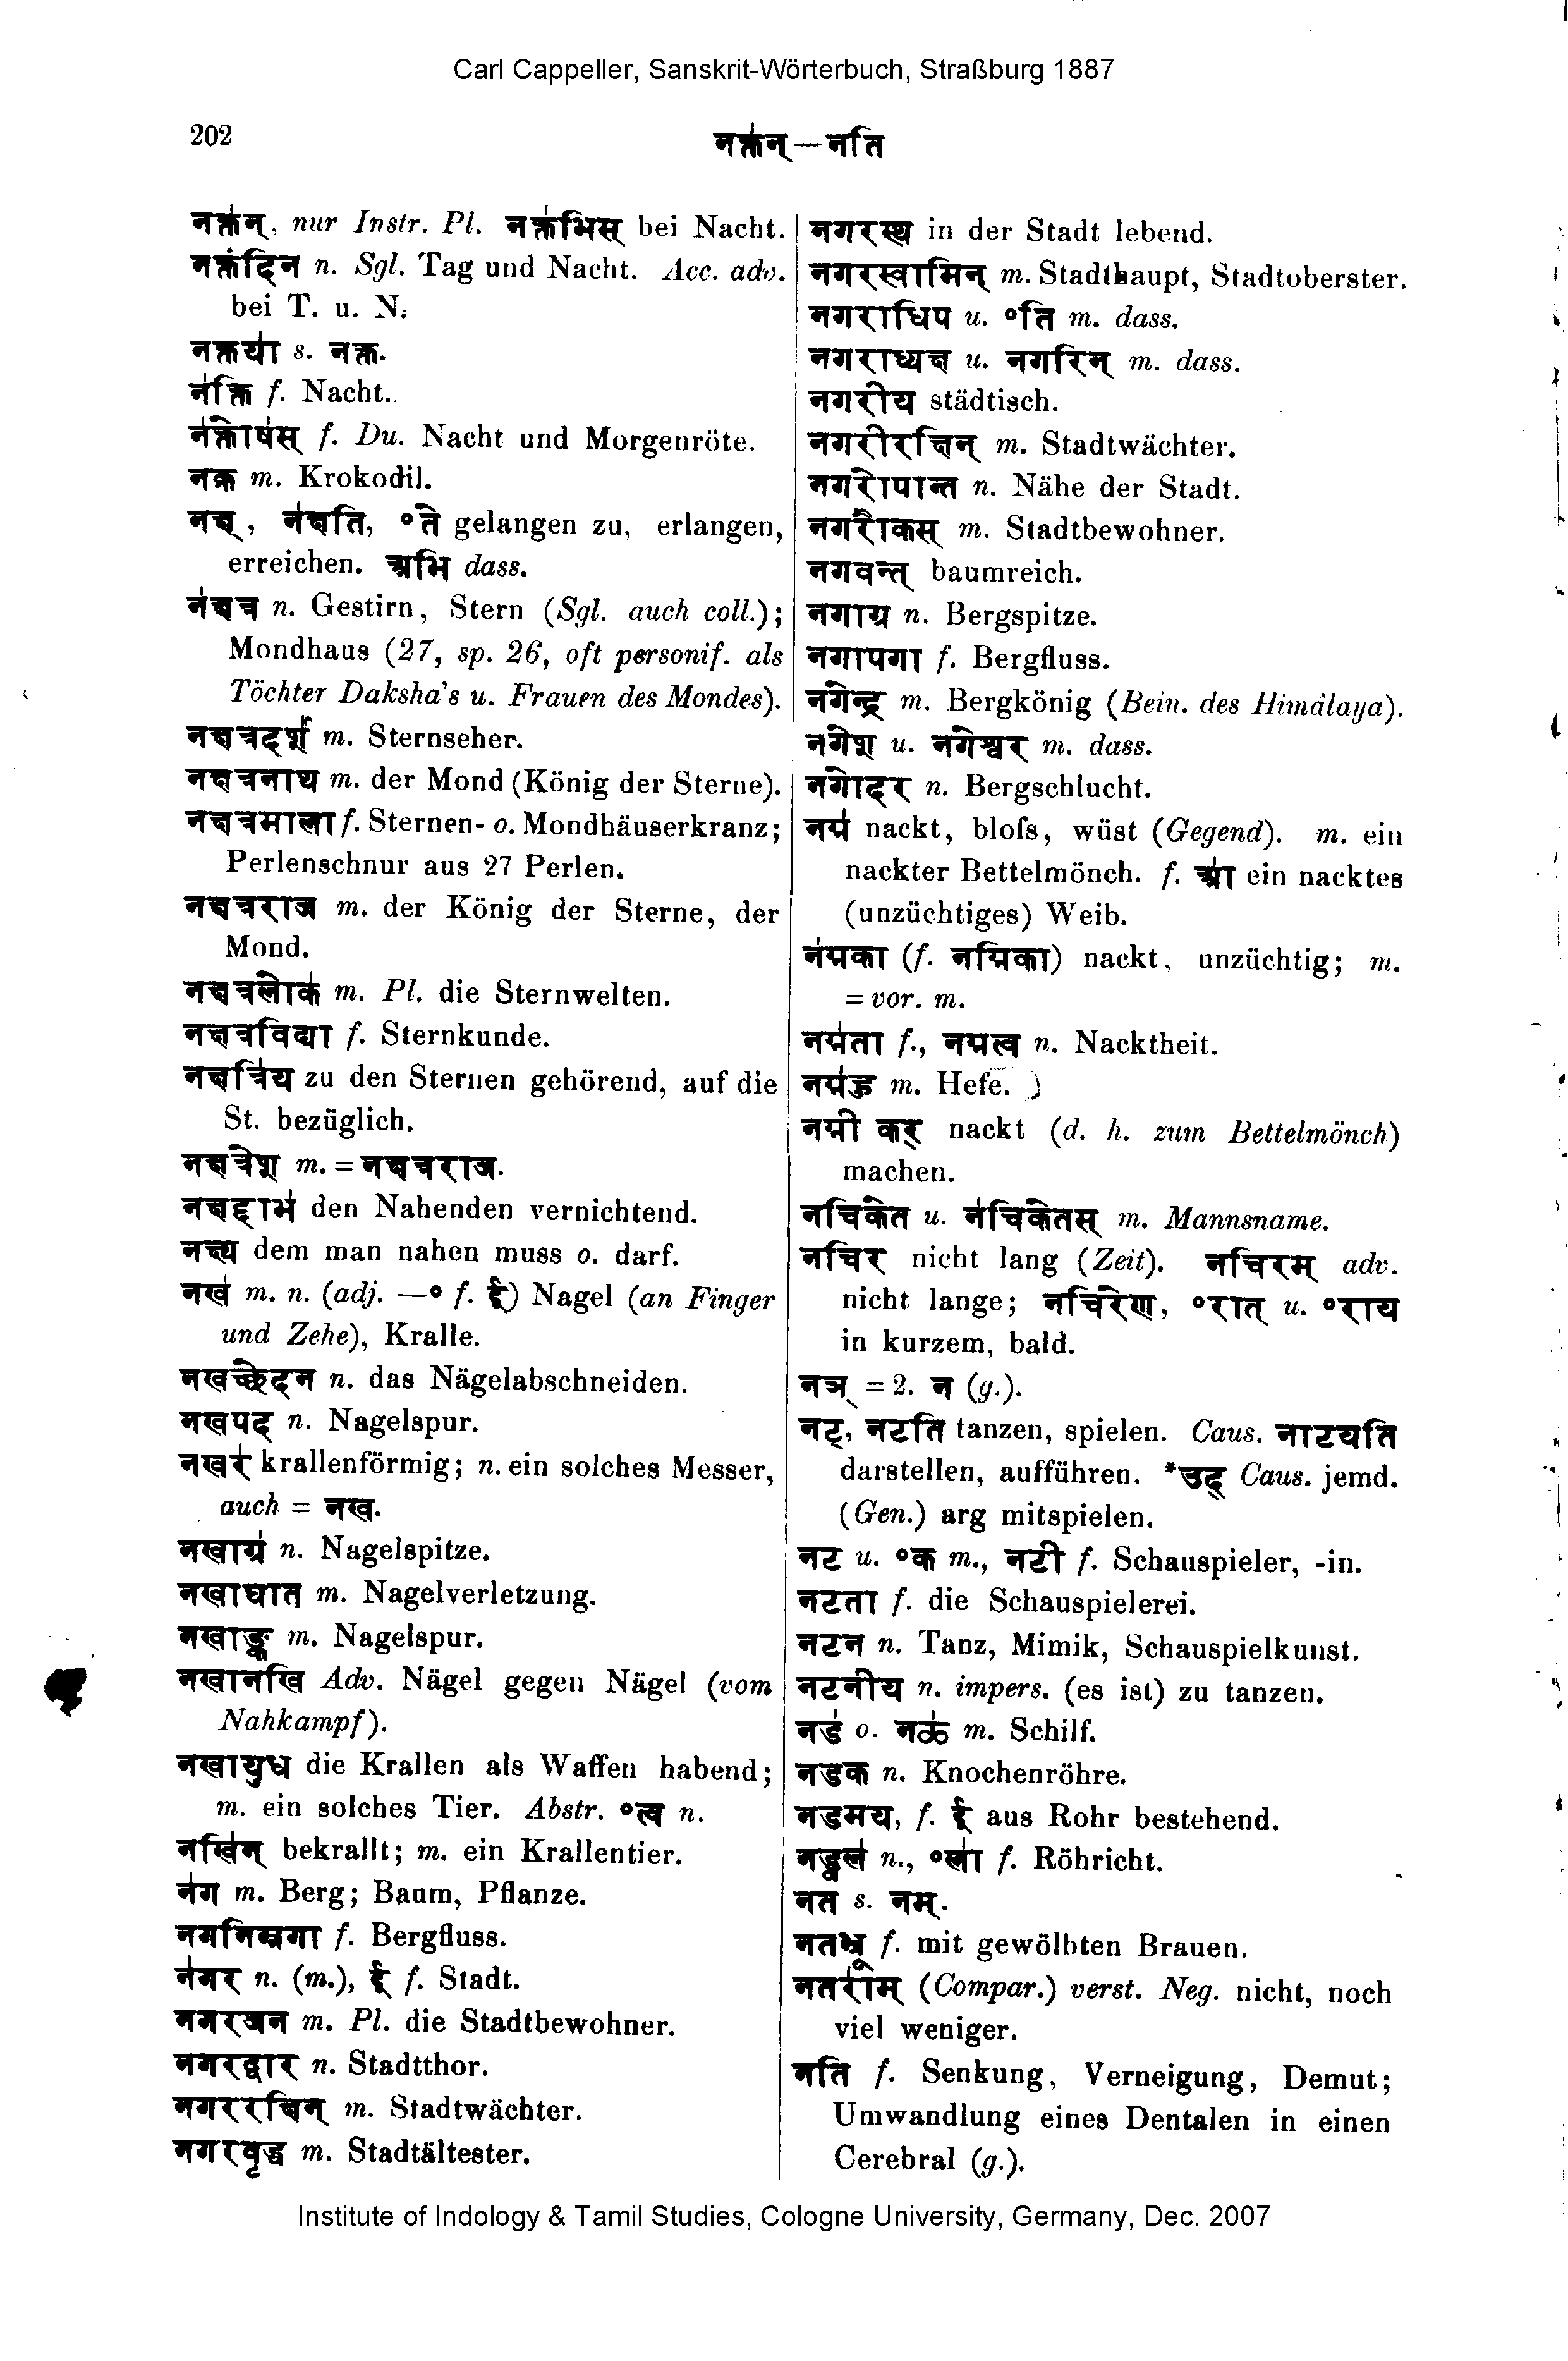 Carl Cappeller, Sanskrit-Wörterbuch, Straßburg 1887
202
नक्त॑न्—नति
नक्त॑न्, nur Instr. Pl. नक्त॑भिस् bei Nacht.
नक्तं॑दिन n. Sgl. Tag und Nacht. Acc. adv.
bei T. u. N.
नक्तया॑ s. नक्त.
न॑क्ति f. Nacht.
न॑क्तोष॑स् f. Du. Nacht und Morgenröte.
नक्र m. Krokodil.
नक्ष्, न॑क्षति, °ते gelangen zu, erlangen,
erreichen. अभि dass.
न॑क्षत्र n. Gestirn, Stern (Sgl. auch coll.);
Mondhaus (27, sp. 26, oft personif. als
Töchter Daksha's u. Frauen des Mondes).
नक्षत्रदर्श॑ m. Sternseher.
नक्षत्रनाथ m. der Mond (König der Sterne).
नक्षत्रमाला f. Sternen- o. Mondhäuserkranz;
Perlenschnur aus 27 Perlen.
नक्षत्रराज m. der König der Sterne, der
Mond.
नक्षत्रलोक॑ m. Pl. die Sternwelten.
नक्षत्रविद्या f. Sternkunde.
नक्षत्रि॑य zu den Sternen gehörend, auf die
St. bezüglich.
नक्षत्रेश m. = नक्षत्रराज.
नक्षद्दाभ॑ den Nahenden vernichtend.
नक्ष्य dem man nahen muss o. darf.
नख॑ m. n. (adj. —° f. ई) Nagel (an Finger
und Zehe), Kralle.
नखच्छेदन n. das Nägelabschneiden.
नखपद n. Nagelspur.
नखर॑ krallenförmig; n. ein solches Messer,
auch = नख.
नखाग्र॑ n. Nagelspitze.
नखाघात m. Nagelverletzung.
नखाङ्क m. Nagelspur.
नखानखि Adv. Nägel gegen Nägel (vom
Nahkampf).
नखायुध die Krallen als Waffen habend;
m. ein solches Tier. Abstr. °त्व n.
नखि॑न् bekrallt; m. ein Krallentier.
न॑ग m. Berg; Baum, Pflanze.
नगनिम्नगा f. Bergfluss.
न॑गर n. (m.), ई f. Stadt.
नगरजन m. Pl. die Stadtbewohner.
नगरद्वार n. Stadtthor.
नगररक्षिन् m. Stadtwächter.
नगरवृद्ध m. Stadtältester.
नगरस्थ in der Stadt lebend.
नगरस्वामिन् m. Stadthaupt, Stadtoberster.
नगराधिप u. °ति m. dass.
नगराध्यक्ष u. नगरिन् m. dass.
नगरीय städtisch.
नगरीरक्षिन् m. Stadtwächter.
नगरोपान्त n. Nähe der Stadt.
नगरौकस् m. Stadtbewohner.
नगवन्त् baumreich.
नगाग्र n. Bergspitze.
नगापगा f. Bergfluss.
नगेन्द्र m. Bergkönig (Bein. des Himâlaya).
नगेश u. नगेश्वर m. dass.
नगोदर n. Bergschlucht.
नग्न॑ nackt, bloſs, wüst (Gegend). m. ein
nackter Bettelmönch. f. आ॑ ein nacktes
(unzüchtiges) Weib.
न॑ग्नका (f. नग्निका) nackt, unzüchtig; m.
= vor. m.
नग्न॑ता f., नग्नत्व n. Nacktheit.
नग्न॑हु m. Hefe.
नग्नी कर् nackt (d. h. zum Bettelmönch)
machen.
नचिकेत u. न॑चिकेतस् m. Mannsname.
नचिर nicht lang (Zeit). नचिरम् adv.
nicht lange; नचिरेण, °रात् u. °राय
in kurzem, bald.
नञ् = 2. न (g.).
नट्, नटति tanzen, spielen. Caus. नाटयति
darstellen, aufführen. *उद् Caus. jemd.
(Gen.) arg mitspielen.
नट u. °क m., नटी f. Schauspieler, -in.
नटता f. die Schauspielerei.
नटन n. Tanz, Mimik, Schauspielkunst.
नटनीय n. impers. (es ist) zu tanzen.
नड॑ o. नळ॑ m. Schilf.
नडक n. Knochenröhre.
नडमय, f. ई aus Rohr bestehend.
नड्वल॑ n., °ला॑ f. Röhricht.
नत s. नम्.
नतभ्रू f. mit gewölbten Brauen.
नतरा॑म् (Compar.) verst. Neg. nicht, noch
viel weniger.
नति f. Senkung, Verneigung, Demut;
Umwandlung eines Dentalen in einen
Cerebral (g.).
Institute of Indology & Tamil Studies, Cologne University, Germany, Dec. 2007